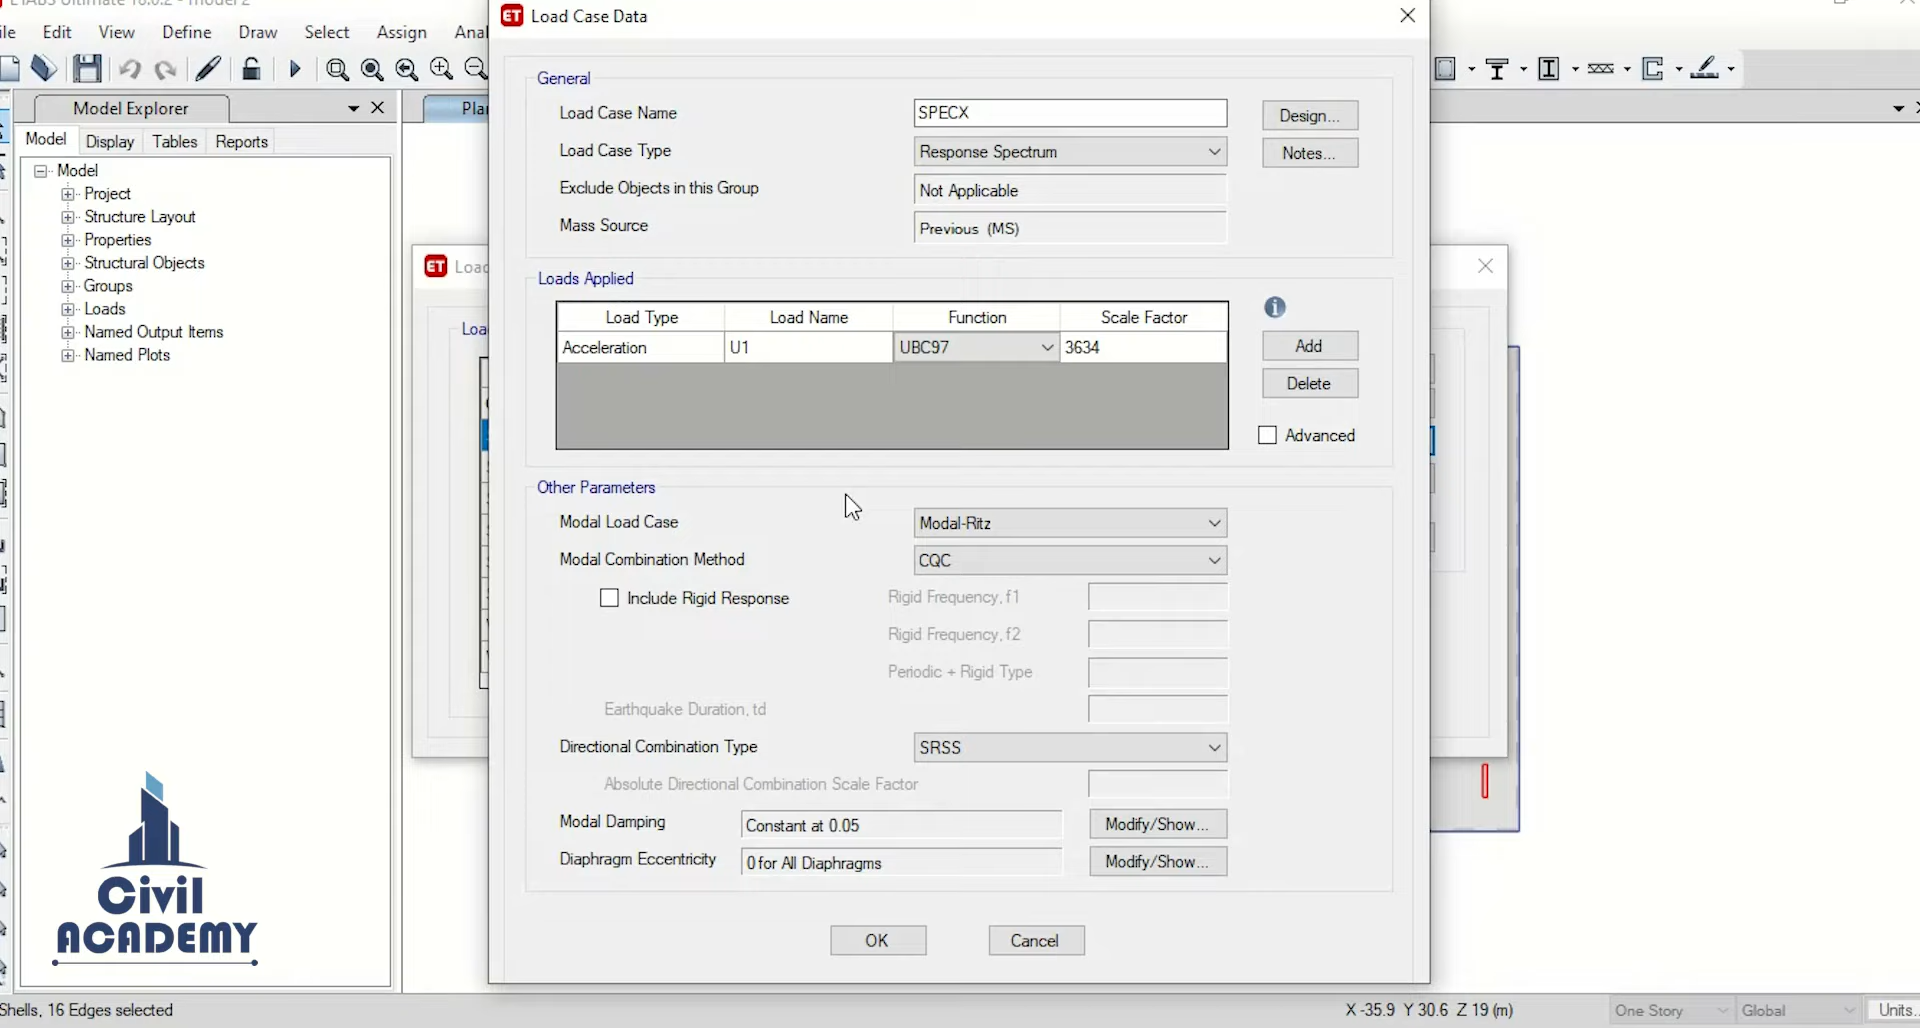 ET Load Case Data
ile Edit View Define Draw Select Assign Anal
Model Explorer
Plan
Model Display Tables Reports
Model
Project
Structure Layout
Properties
Structural Objects
Groups
Loads
Named Output Items
Named Plots
ET Load
Loa
General
Load Case Name SPECX Design...
Load Case Type Response Spectrum Notes...
Exclude Objects in this Group Not Applicable
Mass Source Previous (MS)
Loads Applied
Load Type Load Name Function Scale Factor
Acceleration U1 UBC97 3634 Add
Delete
Advanced
Other Parameters
Modal Load Case Modal-Ritz
Modal Combination Method CQC
Include Rigid Response Rigid Frequency, f1
Rigid Frequency, f2
Periodic + Rigid Type
Earthquake Duration, td
Directional Combination Type SRSS
Absolute Directional Combination Scale Factor
Modal Damping Constant at 0.05 Modify/Show...
Diaphragm Eccentricity 0 for All Diaphragms Modify/Show...
OK Cancel
Civil
ACADEMY
Shells, 16 Edges selected X -35.9 Y 30.6 Z 19 (m) One Story Global Units...